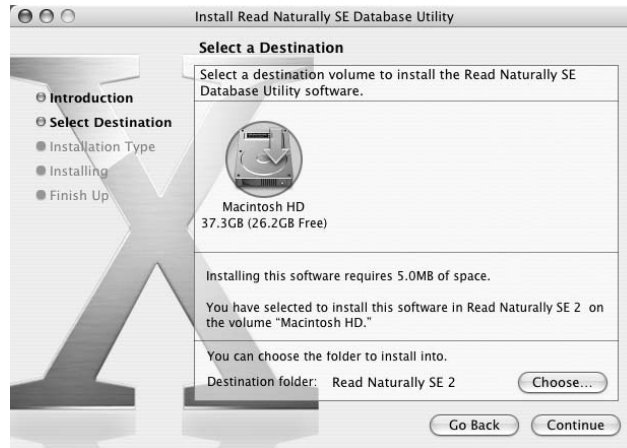 Install Read Naturally SE Database Utility
Select a Destination
Introduction
Select Destination
Installation Type
Installing
Finish Up
Select a destination volume to install the Read Naturally SE
Database Utility software.
Macintosh HD
37.3GB (26.2GB Free)
Installing this software requires 5.0MB of space.
You have selected to install this software in Read Naturally SE 2 on
the volume “Macintosh HD.”
You can choose the folder to install into.
Destination folder: Read Naturally SE 2
Choose...
Go Back
Continue